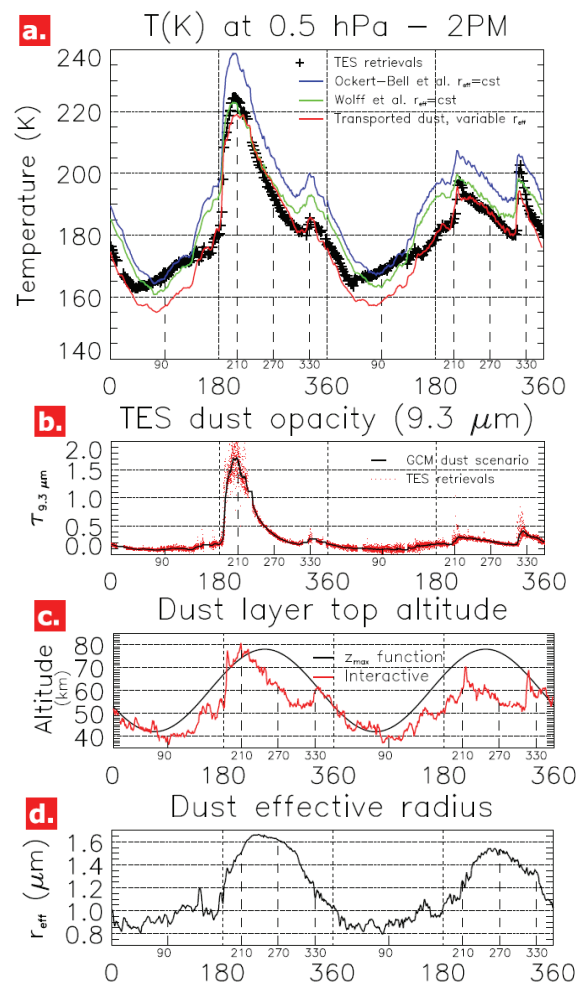 a. T(K) at 0.5 hPa – 2PM
+ TES retrievals
Ockert–Bell et al. r_eff=cst
Wolff et al. r_eff=cst
Transported dust, variable r_eff
Temperature (K)
240
220
200
180
160
140
90 210 270 330 90 210 270 330
0 180 360 180 360
b. TES dust opacity (9.3 μm)
GCM dust scenario
TES retrievals
τ_9.3 μm
2.0
1.5
1.0
0.5
0.0
90 210 270 330 90 210 270 330
0 180 360 180 360
c. Dust layer top altitude
z_max function
Interactive
Altitude
(km)
80
70
60
50
40
90 210 270 330 90 210 270 330
0 180 360 180 360
d. Dust effective radius
r_eff (μm)
1.6
1.4
1.2
1.0
0.8
90 210 270 330 90 210 270 330
0 180 360 180 360